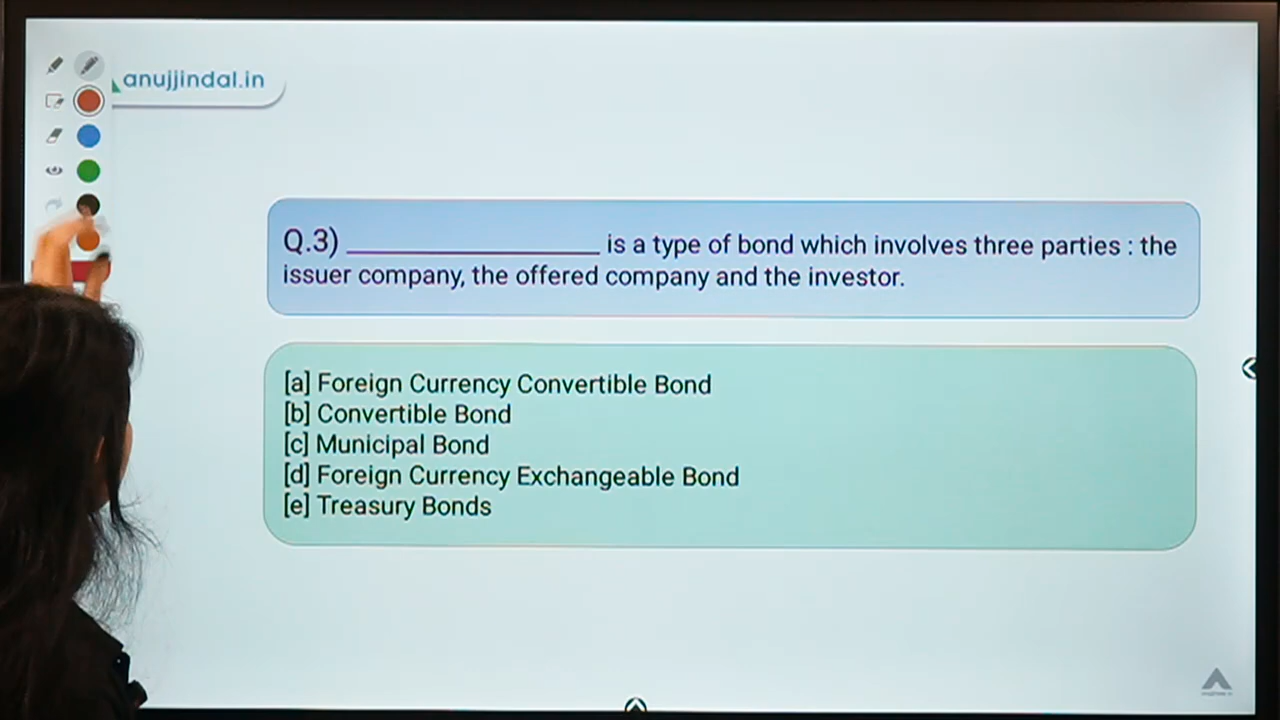 anujjindal.in
Q.3) ____________________ is a type of bond which involves three parties : the
issuer company, the offered company and the investor.
[a] Foreign Currency Convertible Bond
[b] Convertible Bond
[c] Municipal Bond
[d] Foreign Currency Exchangeable Bond
[e] Treasury Bonds